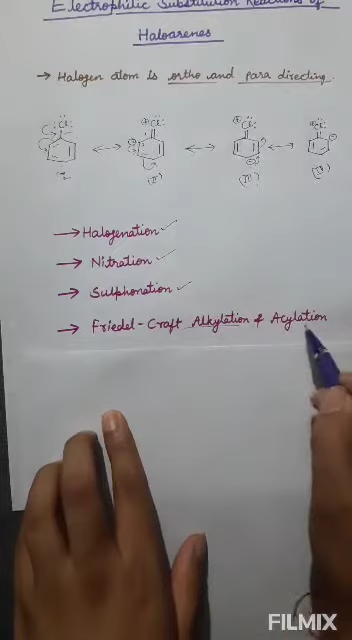 Electrophilic Substitution Reactions of
Haloarenes
→ Halogen atom is ortho and para directing.
→ Halogenation ✓
→ Nitration ✓
→ Sulphonation ✓
→ Friedel-Craft Alkylation & Acylation
FILMIX